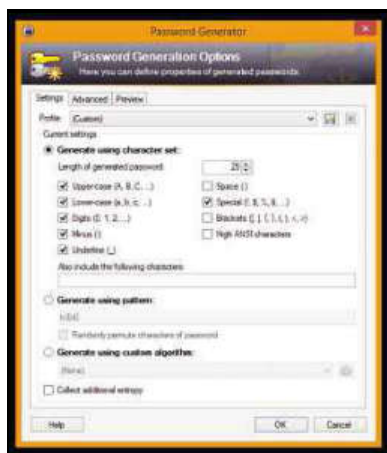 Password Generator
Password Generation Options
Here you can define properties of generated passwords.
Settings Advanced Preview
Profile: (Custom)
Current settings
Generate using character set:
Length of generated password:
Upper-case (A, B, C, ...) Space ( )
Lower-case (a, b, c, ...) Special (!, $, %, &, ...)
Digits (0, 1, 2, ...) Brackets
Minus (-) High ANSI characters
Underline (_)
Also include the following characters:
Generate using pattern:
Randomly permute characters of password
Generate using custom algorithm:
(None)
Collect additional entropy
Help OK Cancel